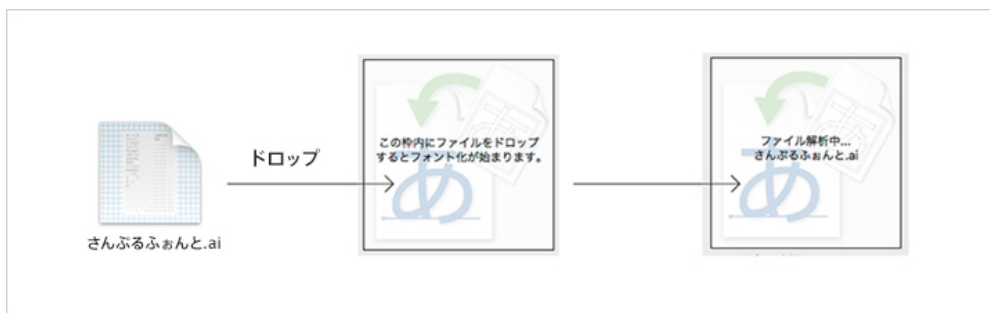 ドロップ
この枠内にファイルをドロップ
するとフォント化が始まります。
ファイル解析中...
さんぷるふぉんと.ai
さんぷるふぉんと.ai